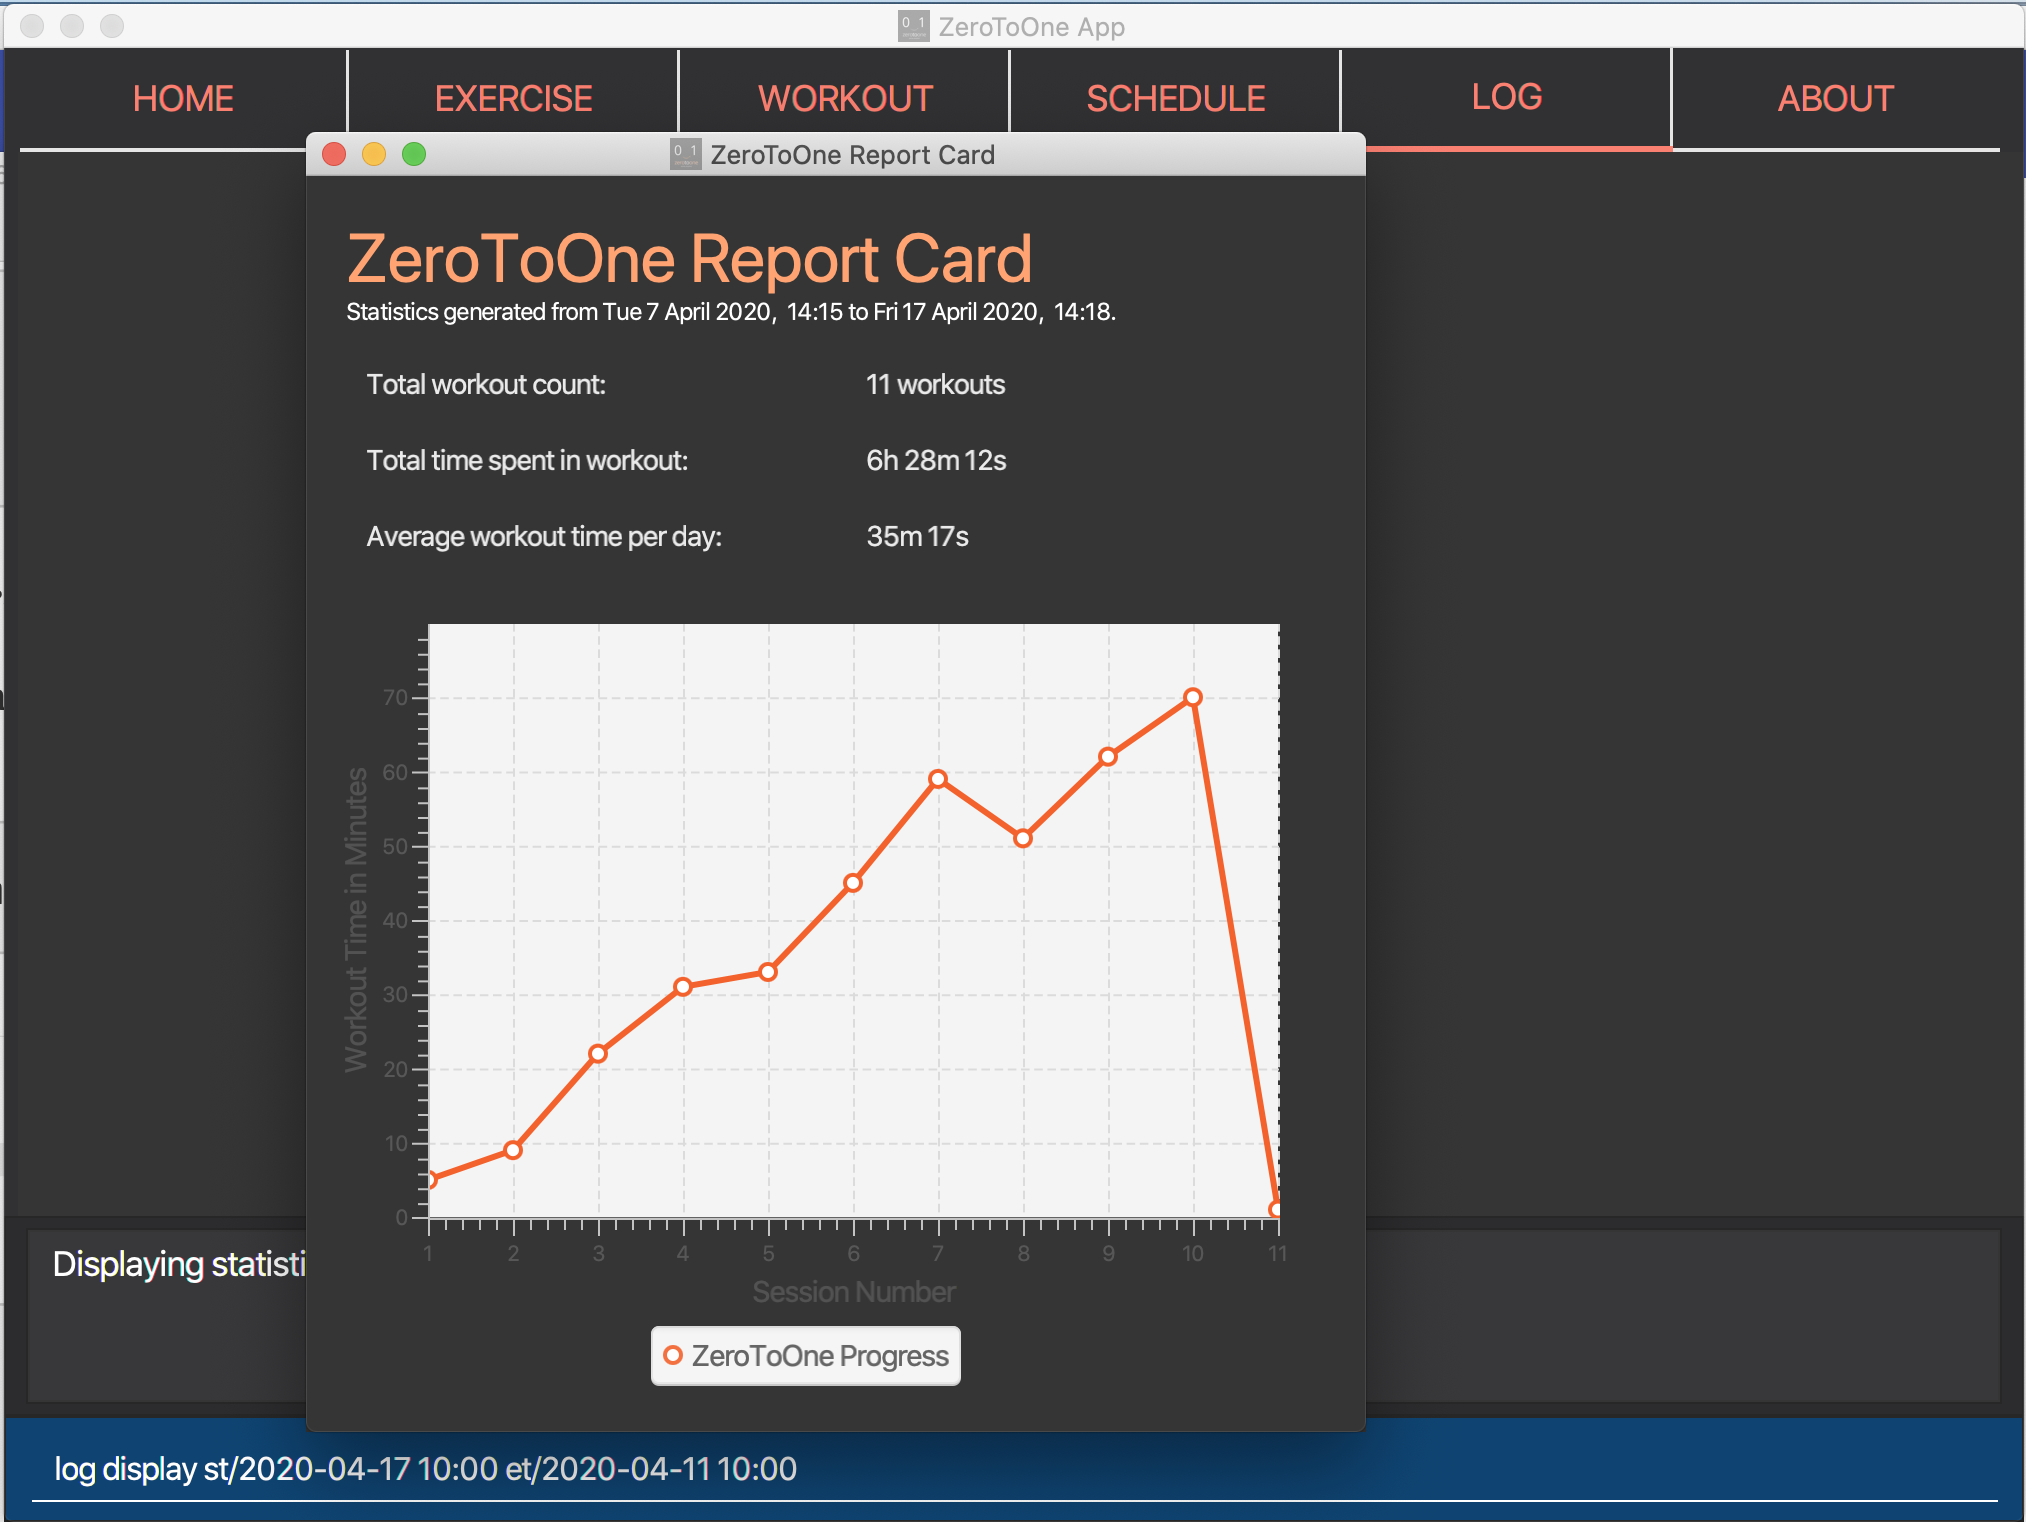 ZeroToOne App
HOME EXERCISE WORKOUT SCHEDULE LOG ABOUT
0 1 ZeroToOne Report Card
ZeroToOne Report Card
Statistics generated from Tue 7 April 2020, 14:15 to Fri 17 April 2020, 14:18.
Total workout count: 11 workouts
Total time spent in workout: 6h 28m 12s
Average workout time per day: 35m 17s
Workout Time in Minutes
70
60
50
40
30
20
10
0
1 2 3 4 5 6 7 8 9 10 11
Session Number
ZeroToOne Progress
Displaying statisti
log display st/2020-04-17 10:00 et/2020-04-11 10:00